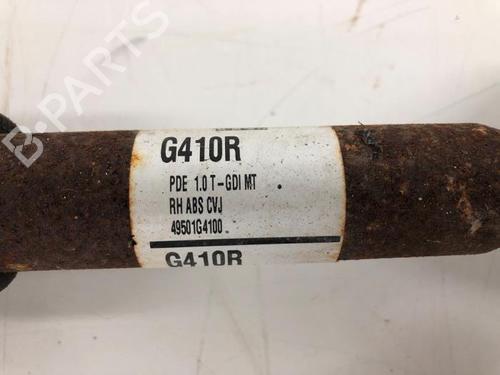 B-PARTS
G410R
PDE 1.0 T-GDI MT
RH ABS CVJ
49501G4100
G410R